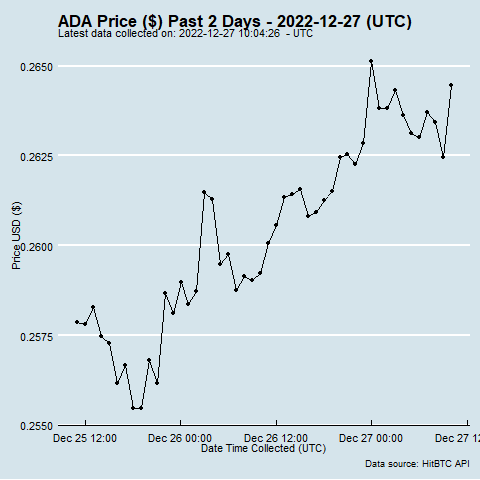 ADA Price ($) Past 2 Days - 2022-12-27 (UTC)
Latest data collected on: 2022-12-27 10:04:26 - UTC
0.2650
0.2625
0.2600
0.2575
0.2550
Price USD ($)
Dec 25 12:00 Dec 26 00:00 Dec 26 12:00 Dec 27 00:00 Dec 27 12
Date Time Collected (UTC)
Data source: HitBTC API